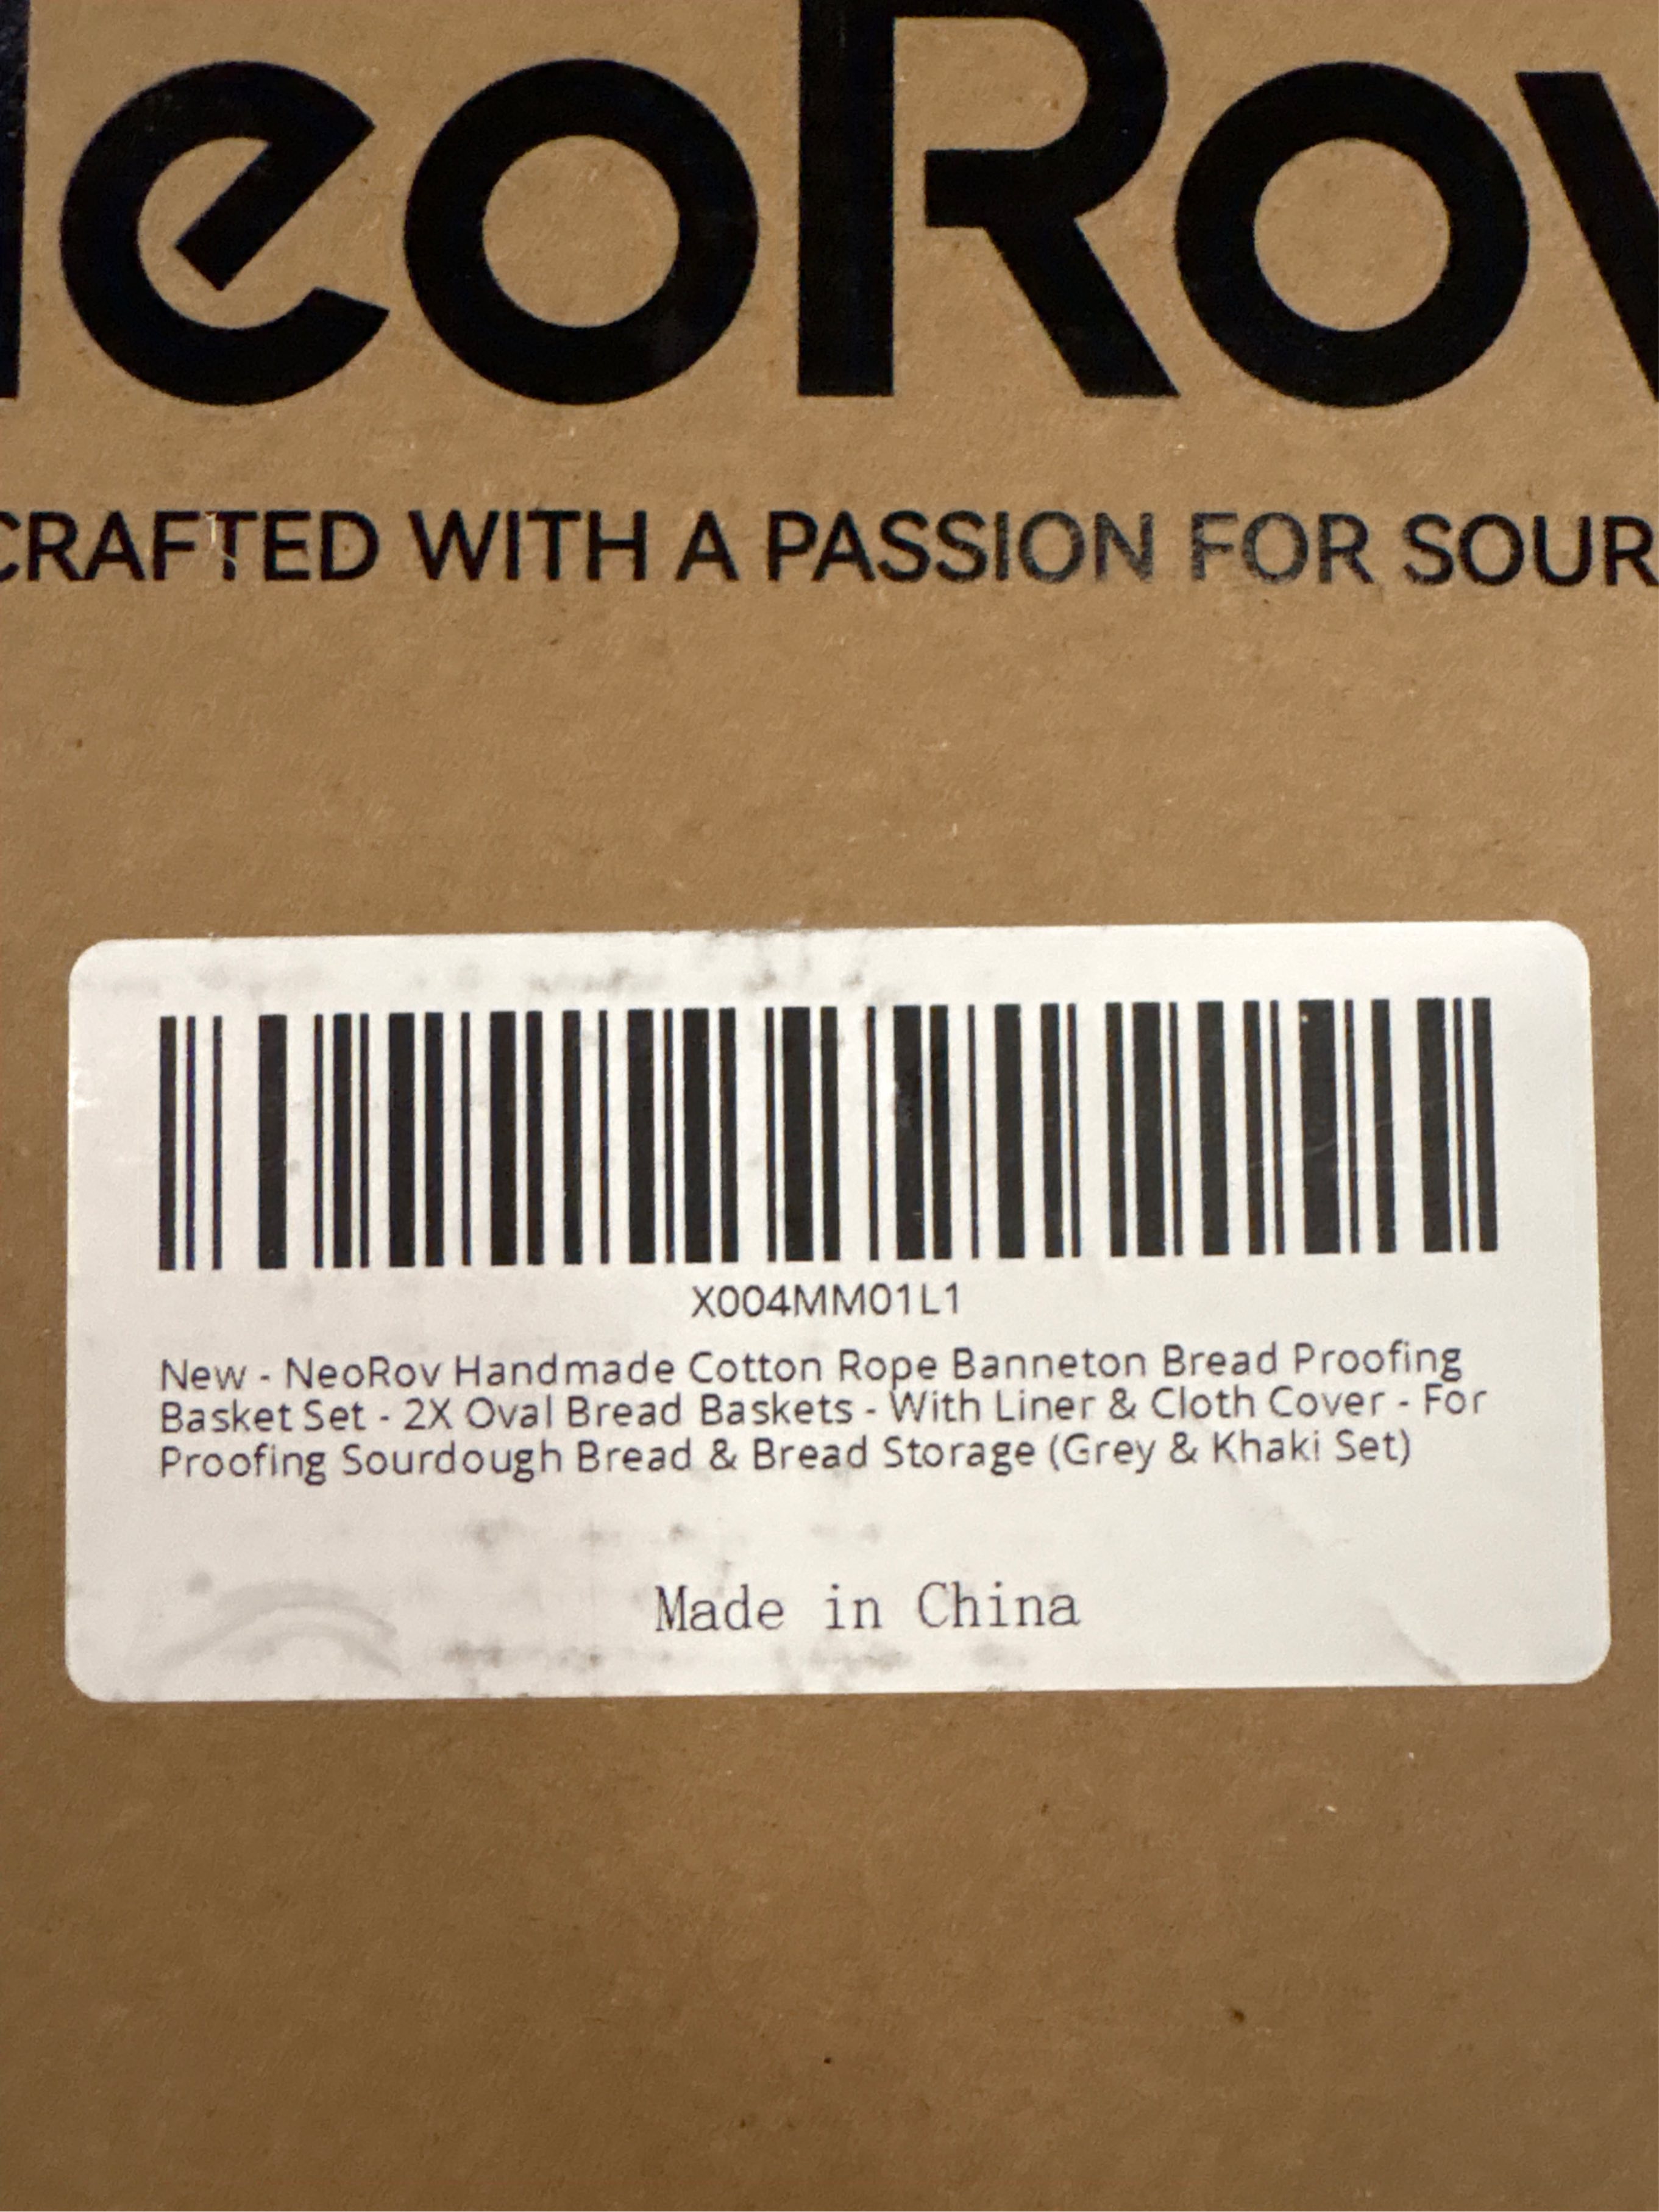 eoRov
CRAFTED WITH A PASSION FOR SOUR
X004MM01L1
New - NeoRov Handmade Cotton Rope Banneton Bread Proofing
Basket Set - 2X Oval Bread Baskets - With Liner & Cloth Cover - For
Proofing Sourdough Bread & Bread Storage (Grey & Khaki Set)
Made in China